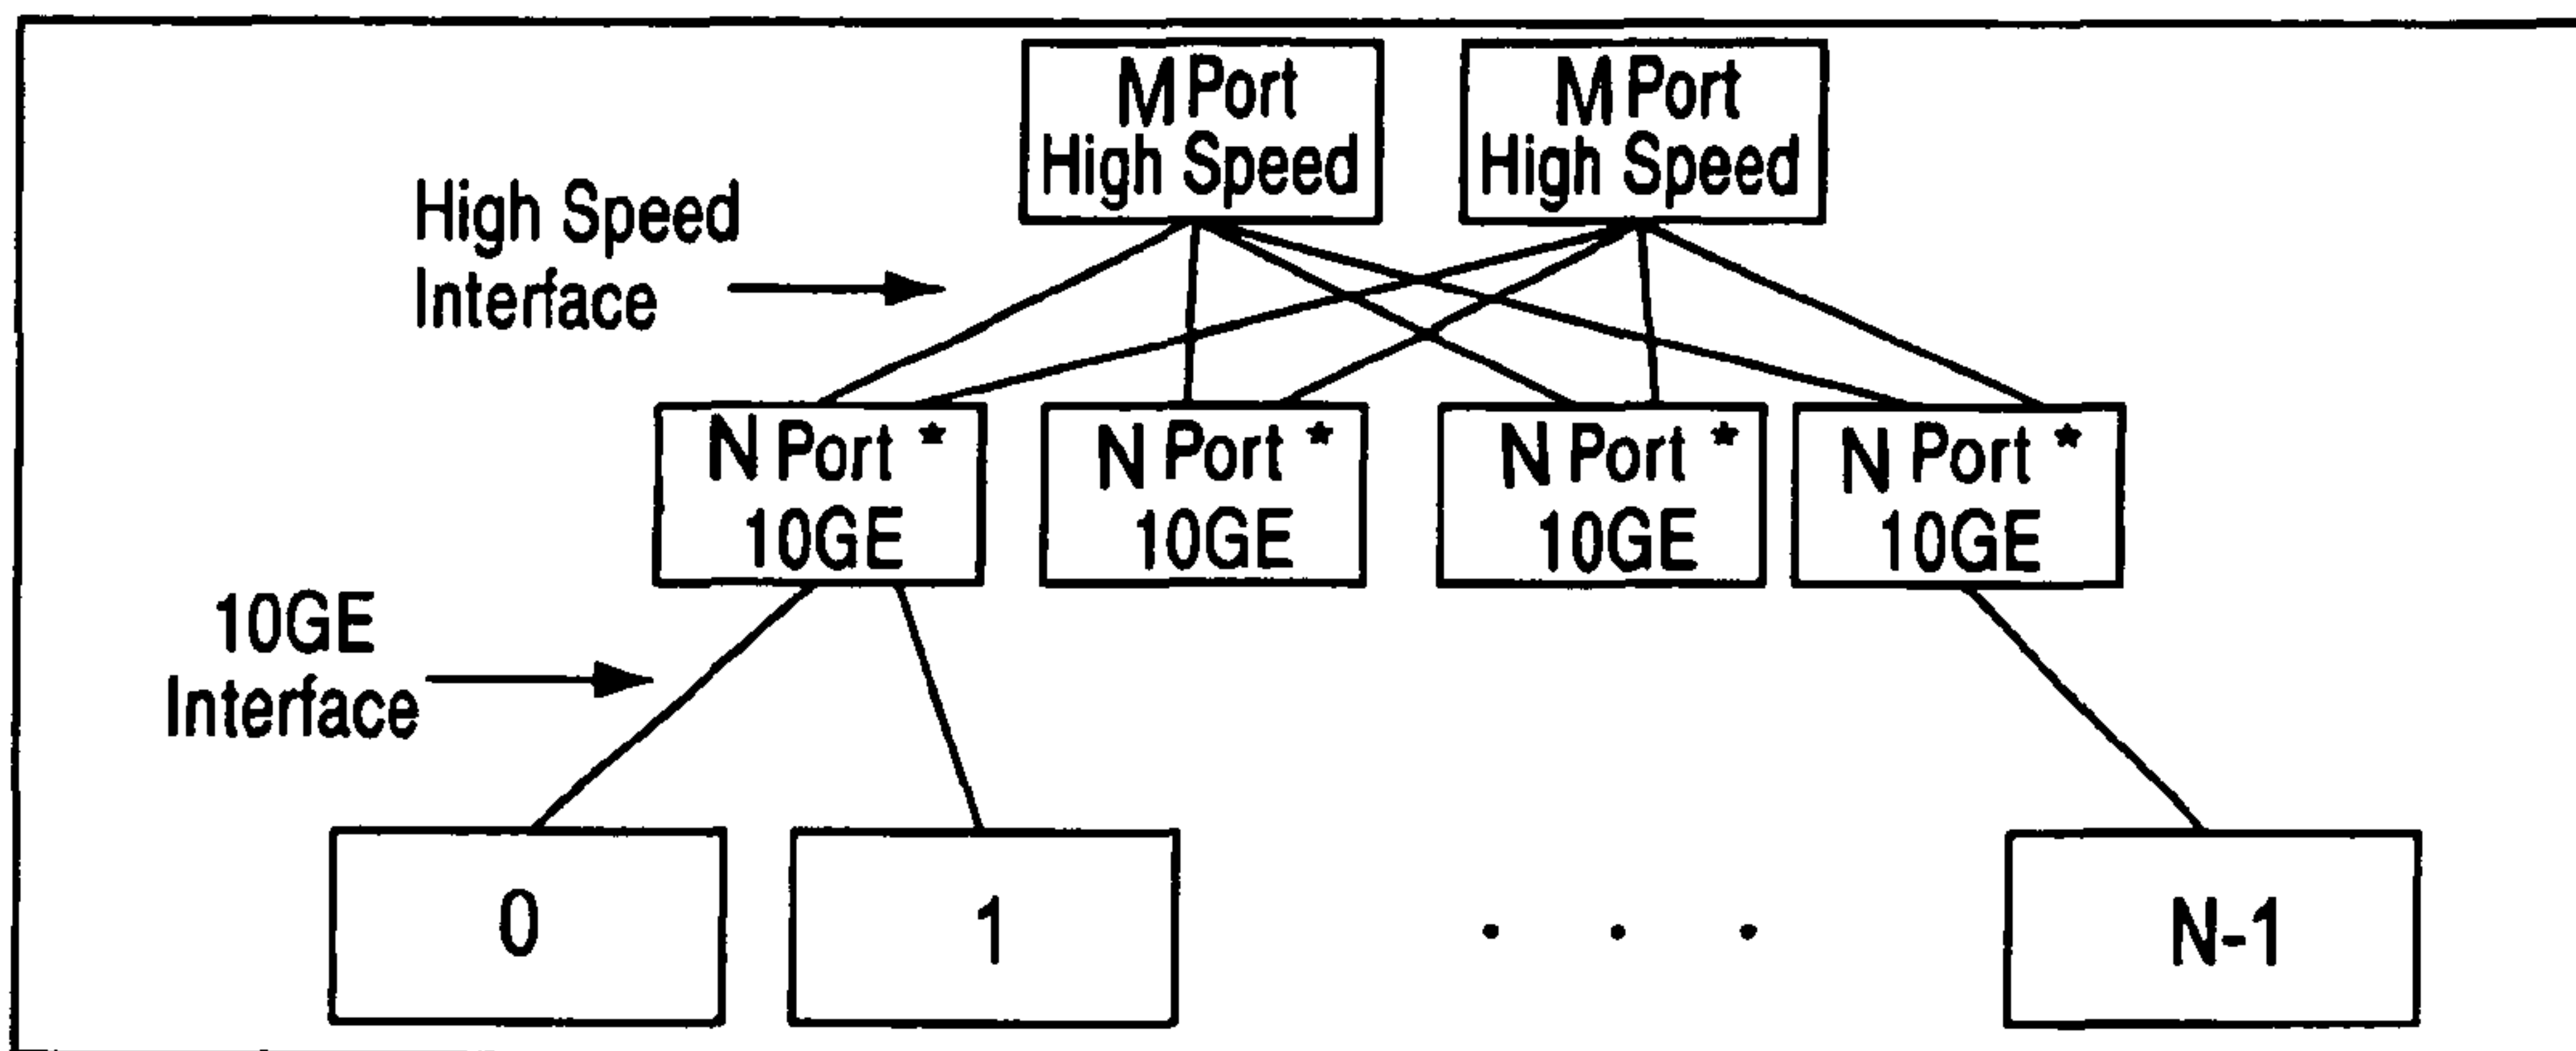 M Port
High Speed
M Port
High Speed
High Speed
Interface
N Port *
10GE
N Port *
10GE
N Port *
10GE
N Port *
10GE
10GE
Interface
0
1
. . .
N-1